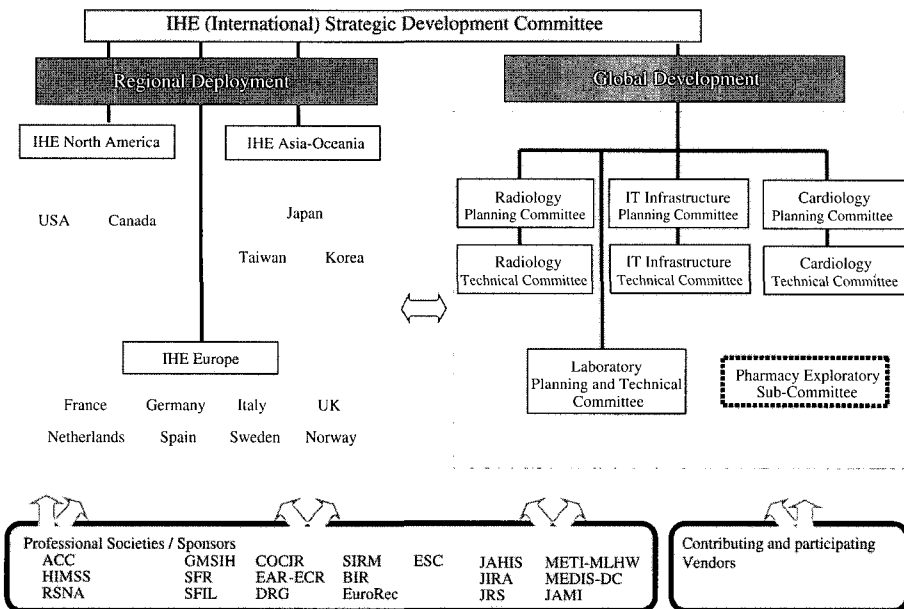 IHE (International) Strategic Development Committee
Regional Deployment
Global Development
IHE North America
IHE Asia-Oceania
USA Canada
Japan
Taiwan Korea
IHE Europe
France Germany Italy UK
Netherlands Spain Sweden Norway
Radiology
Planning Committee
IT Infrastructure
Planning Committee
Cardiology
Planning Committee
Radiology
Technical Committee
IT Infrastructure
Technical Committee
Cardiology
Technical Committee
Laboratory
Planning and Technical
Committee
Pharmacy Exploratory
Sub-Committee
Professional Societies / Sponsors
ACC GMSIH COCIR SIRM ESC JAHIS METI-MLHW
HIMSS SFR EAR-ECR BIR JIRA MEDIS-DC
RSNA SFIL DRG EuroRec JRS JAMI
Contributing and participating
Vendors